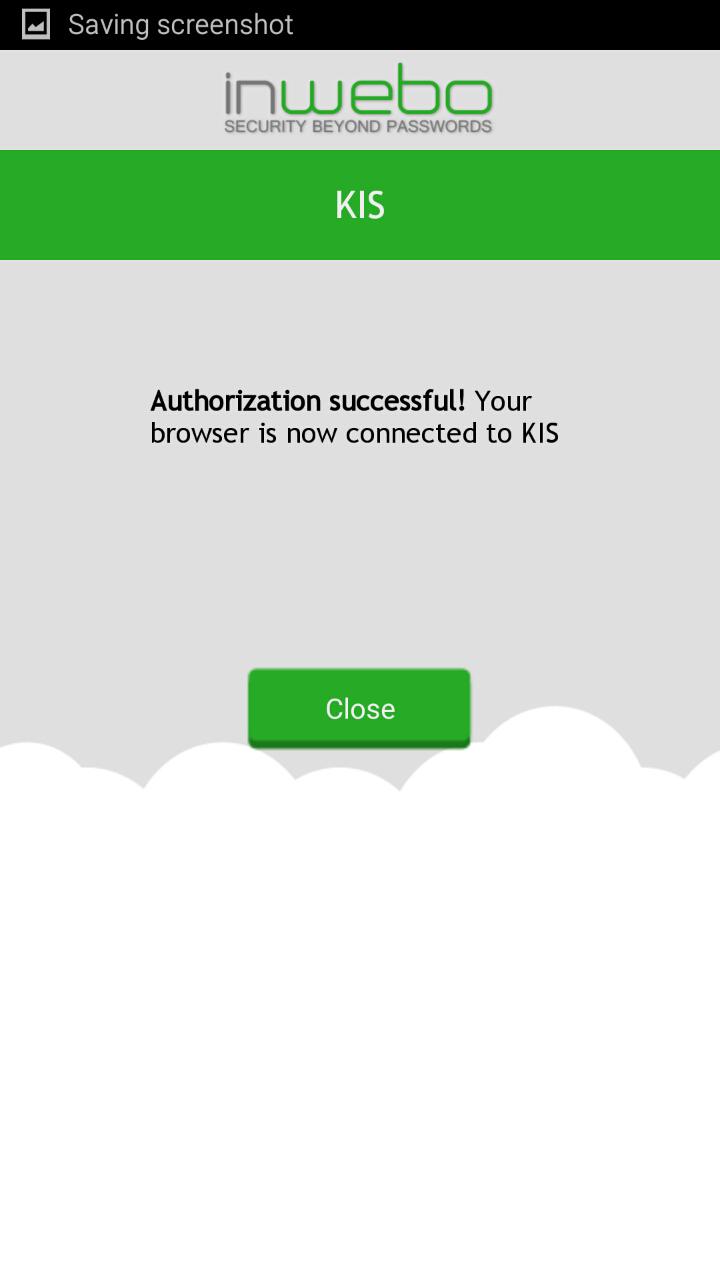 Saving screenshot
inwebo
SECURITY BEYOND PASSWORDS
KIS
Authorization successful! Your
browser is now connected to KIS
Close